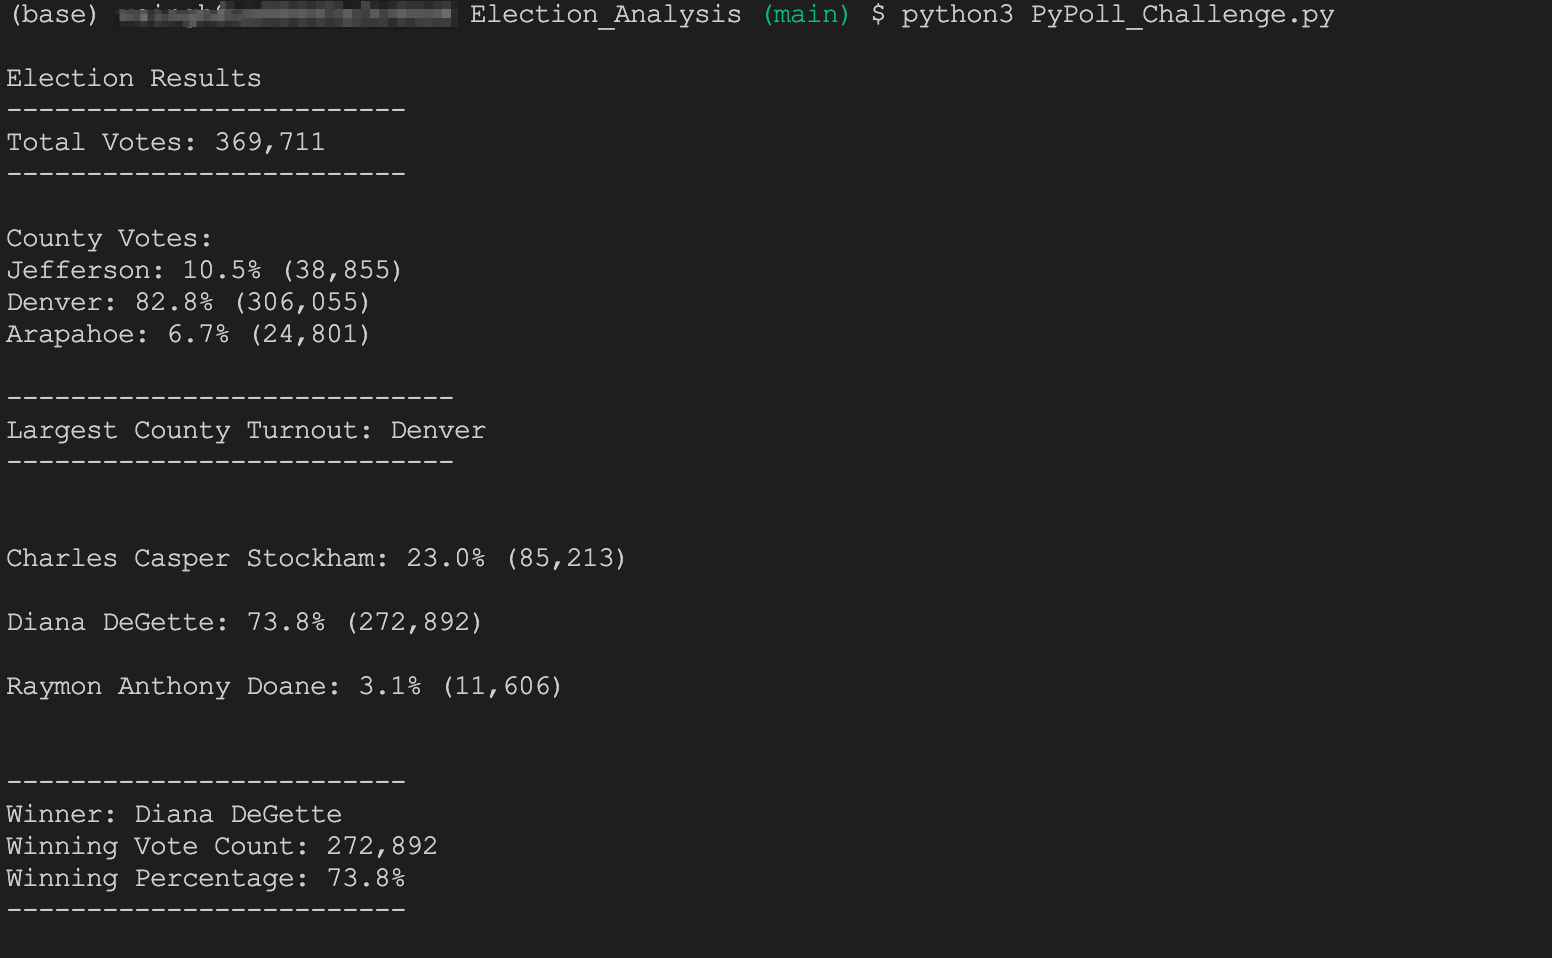 (base) Election_Analysis (main) $ python3 PyPoll_Challenge.py
Election Results
-------------------------
Total Votes: 369,711
-------------------------
County Votes:
Jefferson: 10.5% (38,855)
Denver: 82.8% (306,055)
Arapahoe: 6.7% (24,801)
----------------------------
Largest County Turnout: Denver
----------------------------
Charles Casper Stockham: 23.0% (85,213)
Diana DeGette: 73.8% (272,892)
Raymon Anthony Doane: 3.1% (11,606)
-------------------------
Winner: Diana DeGette
Winning Vote Count: 272,892
Winning Percentage: 73.8%
-------------------------